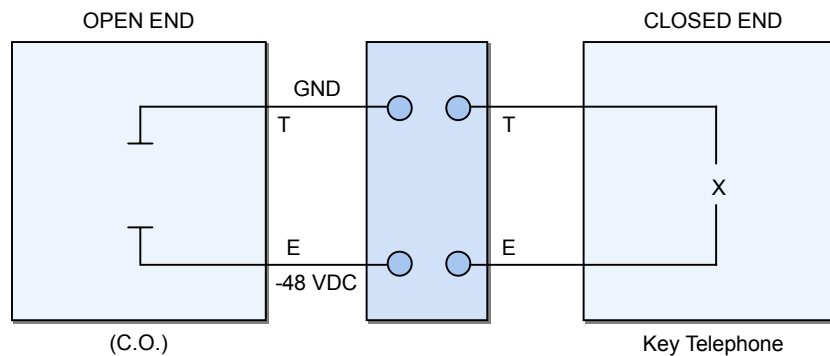 OPEN END
CLOSED END
GND
T
T
X
E
E
-48 VDC
(C.O.)
Key Telephone